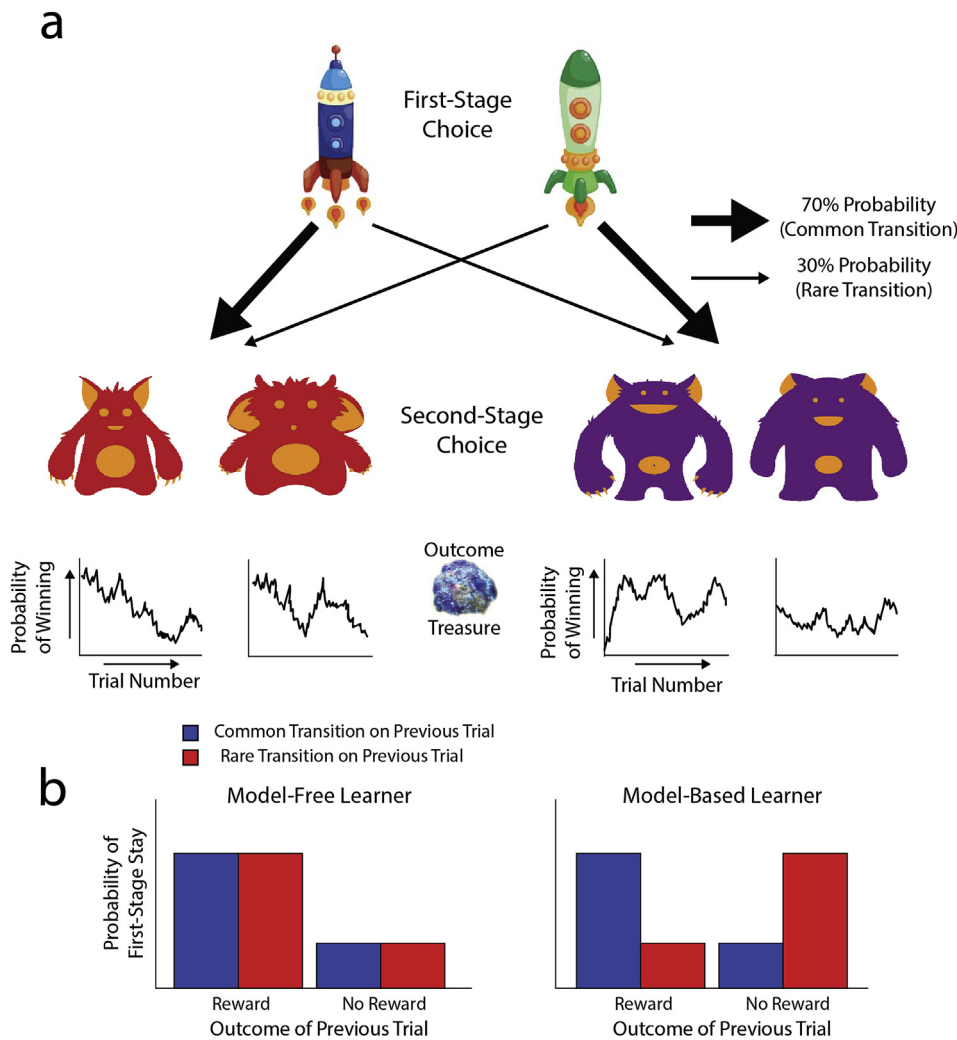 a
First-Stage
Choice
70% Probability
(Common Transition)
30% Probability
(Rare Transition)
Second-Stage
Choice
Probability
of Winning
Trial Number
Outcome
Treasure
Probability
of Winning
Trial Number
Common Transition on Previous Trial
Rare Transition on Previous Trial
b
Model-Free Learner
Model-Based Learner
Probability of
First-Stage Stay
Reward
No Reward
Outcome of Previous Trial
Reward
No Reward
Outcome of Previous Trial